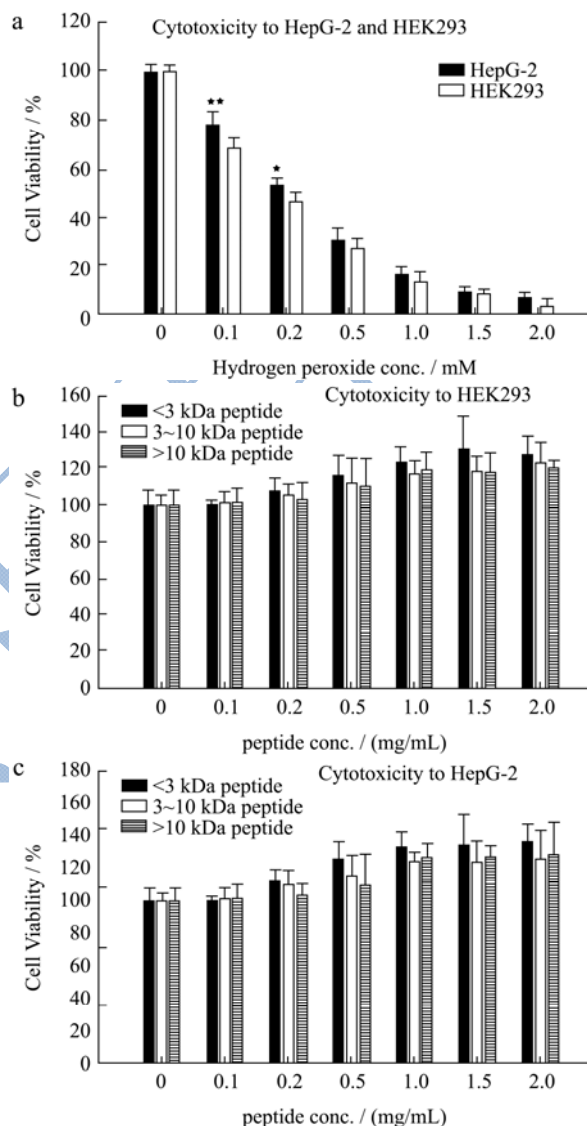 a
Cytotoxicity to HepG-2 and HEK293
HepG-2
HEK293
120
100
80
60
40
20
0
Cell Viability / %
★★
★
0 0.1 0.2 0.5 1.0 1.5 2.0
Hydrogen peroxide conc. / mM
b
Cytotoxicity to HEK293
<3 kDa peptide
3~10 kDa peptide
>10 kDa peptide
160
140
120
100
80
60
40
20
0
Cell Viability / %
0 0.1 0.2 0.5 1.0 1.5 2.0
peptide conc. / (mg/mL)
c
Cytotoxicity to HepG-2
<3 kDa peptide
3~10 kDa peptide
>10 kDa peptide
180
160
140
120
100
80
60
40
20
0
Cell Viability / %
0 0.1 0.2 0.5 1.0 1.5 2.0
peptide conc. / (mg/mL)